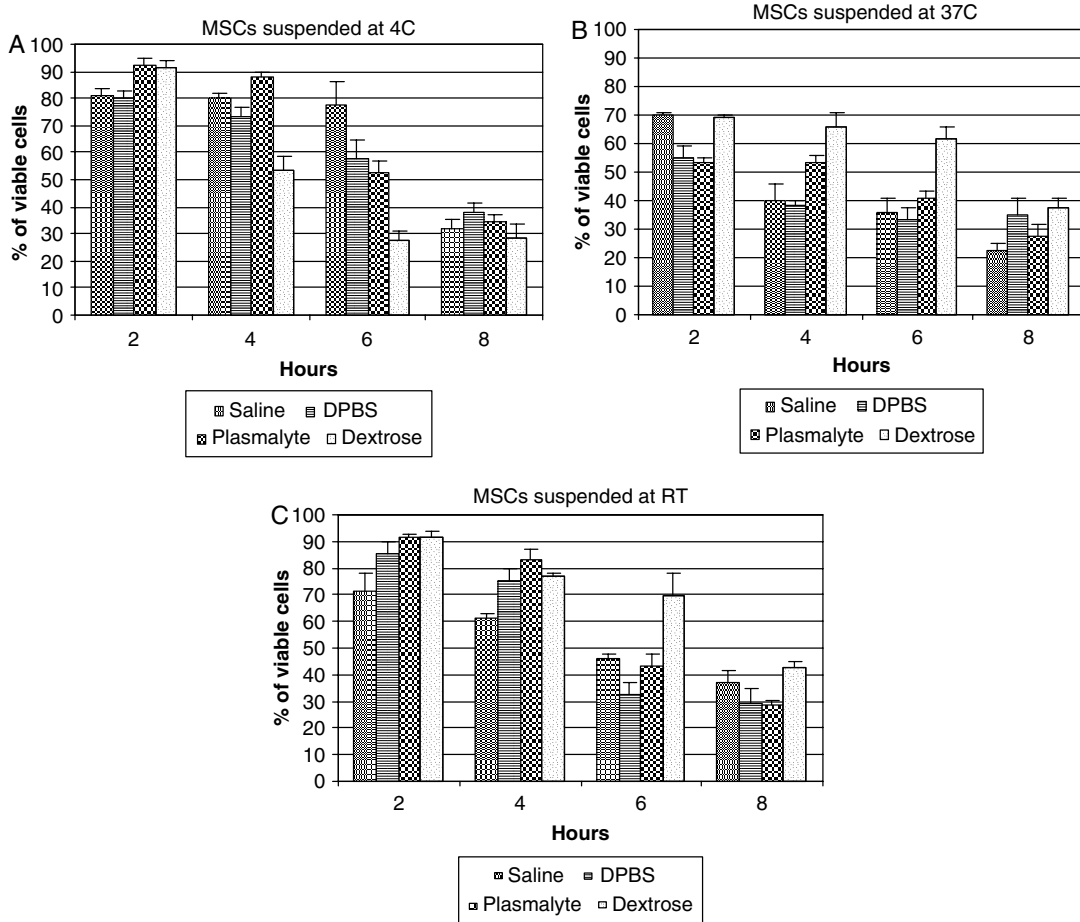 A
MSCs suspended at 4C
% of viable cells
100
90
80
70
60
50
40
30
20
10
0
2 4 6 8
Hours
Saline DPBS
Plasmalyte Dextrose
B
MSCs suspended at 37C
% of viable cells
100
90
80
70
60
50
40
30
20
10
0
2 4 6 8
Hours
Saline DPBS
Plasmalyte Dextrose
C
MSCs suspended at RT
% of viable cells
100
90
80
70
60
50
40
30
20
10
0
2 4 6 8
Hours
Saline DPBS
Plasmalyte Dextrose